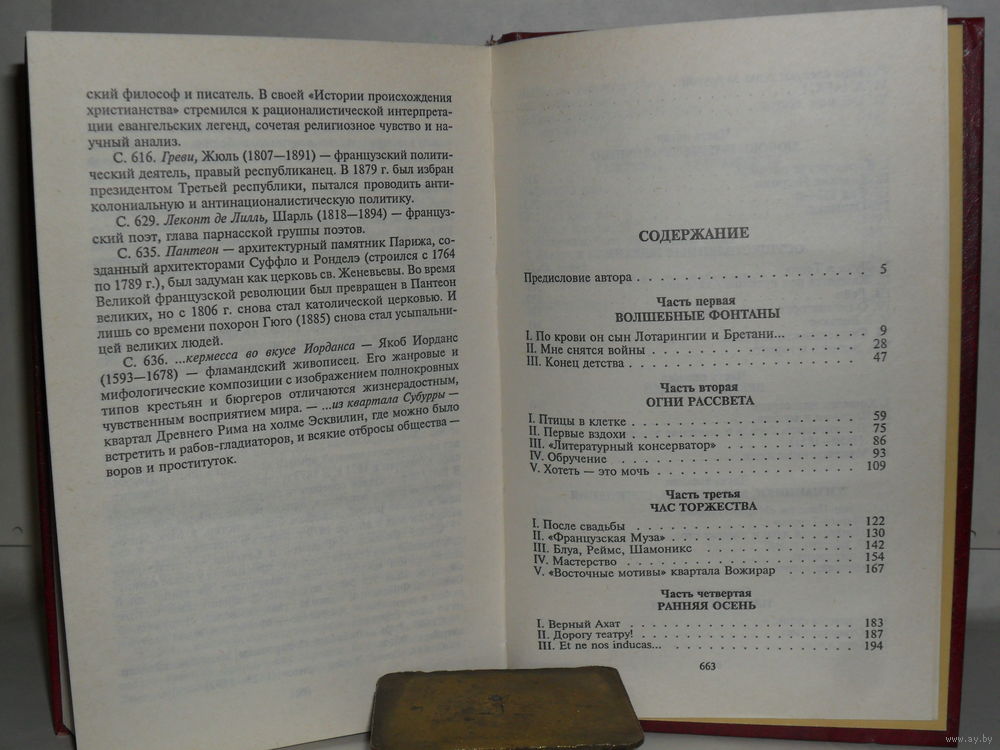 ский философ и писатель. В своей «Истории происхождения
христианства» стремился к рационалистической интерпрета-
ции евангельских легенд, сочетая религиозное чувство и на-
учный анализ.
С. 616. Греви, Жюль (1807—1891) — французский полити-
ческий деятель, правый республиканец. В 1879 г. был избран
президентом Третьей республики, пытался проводить анти-
колониальную и антинационалистическую политику.
С. 629. Леконт де Лилль, Шарль (1818—1894) — француз-
ский поэт, глава парнасской группы поэтов.
С. 635. Пантеон — архитектурный памятник Парижа, со-
зданный архитекторами Суффло и Ронделэ (строился с 1764
по 1789 г.), был задуман как церковь св. Женевьевы. Во время
Великой французской революции был превращен в Пантеон
великих, но с 1806 г. снова стал католической церковью. И
лишь со времени похорон Гюго (1885) снова стал усыпальни-
цей великих людей.
С. 636. ...кермесса во вкусе Иорданса — Якоб Иорданс
(1593—1678) — фламандский живописец. Его жанровые и
мифологические композиции с изображением полнокровных
типов крестьян и бюргеров отличаются жизнерадостным,
чувственным восприятием мира. — ...из квартала Субурры —
квартал Древнего Рима на холме Эсквилин, где можно было
встретить и рабов-гладиаторов, и всякие отбросы общества —
воров и проституток.
СОДЕРЖАНИЕ
Предисловие автора . . . . . . . . . . . . . . . . 5
Часть первая
ВОЛШЕБНЫЕ ФОНТАНЫ
I. По крови он сын Лотарингии и Бретани... . . . . . . 9
II. Мне снятся войны . . . . . . . . . . . . . . . 28
III. Конец детства . . . . . . . . . . . . . . . . 47
Часть вторая
ОГНИ РАССВЕТА
I. Птицы в клетке . . . . . . . . . . . . . . . . 59
II. Первые вздохи . . . . . . . . . . . . . . . . 75
III. «Литературный консерватор» . . . . . . . . . . . 86
IV. Обручение . . . . . . . . . . . . . . . . . 93
V. Хотеть — это мочь . . . . . . . . . . . . . . . 109
Часть третья
ЧАС ТОРЖЕСТВА
I. После свадьбы . . . . . . . . . . . . . . . . 122
II. «Французская Муза» . . . . . . . . . . . . . . 130
III. Блуа, Реймс, Шамоникс . . . . . . . . . . . . 142
IV. Мастерство . . . . . . . . . . . . . . . . . 154
V. «Восточные мотивы» квартала Вожирар . . . . . . . 167
Часть четвертая
РАННЯЯ ОСЕНЬ
I. Верный Ахат . . . . . . . . . . . . . . . . . 183
II. Дорогу театру! . . . . . . . . . . . . . . . . 187
III. Et ne nos inducas... . . . . . . . . . . . . . . 194
663
www.ay.by